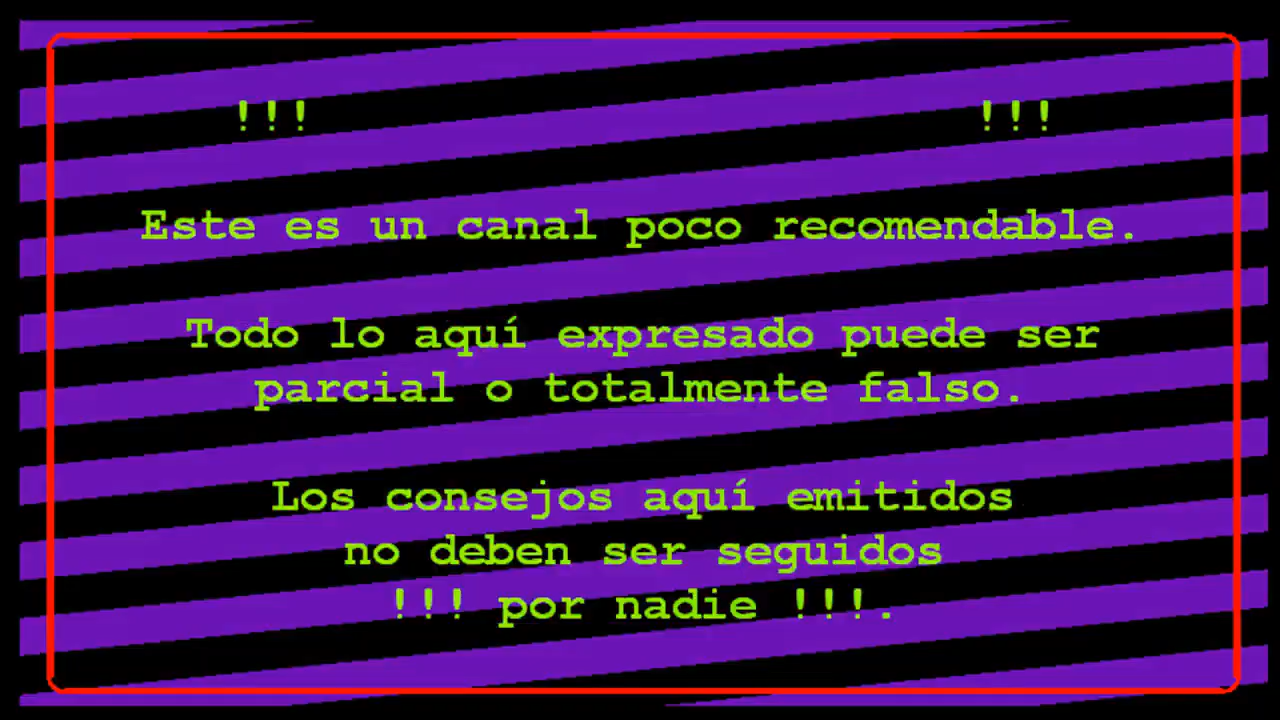 !!! !!!
Este es un canal poco recomendable.
Todo lo aquí expresado puede ser
parcial o totalmente falso.
Los consejos aquí emitidos
no deben ser seguidos
!!! por nadie !!!.